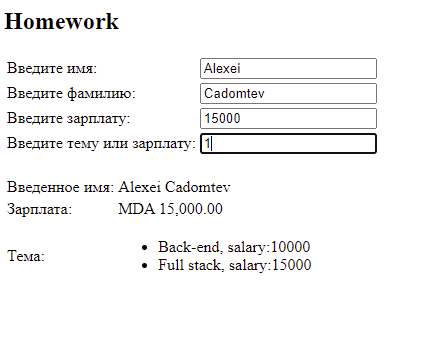 Homework
Введите имя: Alexei
Введите фамилию: Cadomtev
Введите зарплату: 15000
Введите тему или зарплату: 1
Введенное имя: Alexei Cadomtev
Зарплата: MDA 15,000.00
Тема:
Back-end, salary:10000
Full stack, salary:15000